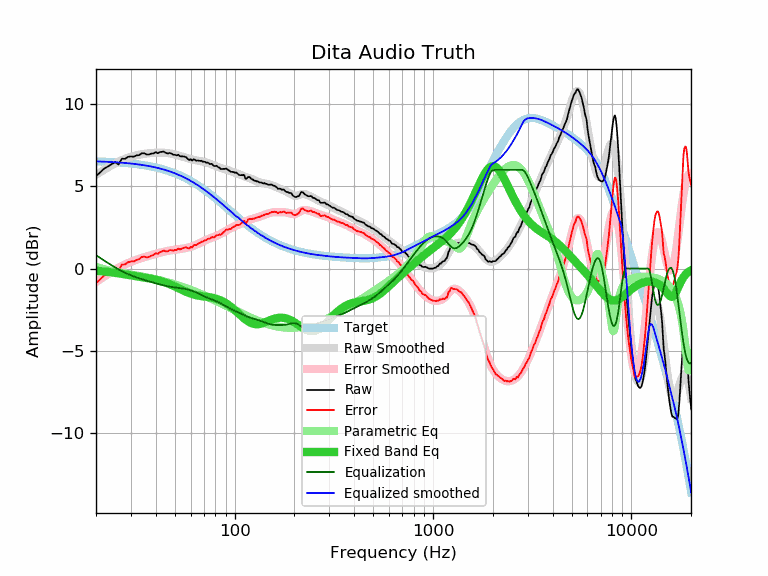 Dita Audio Truth
10
5
0
−5
−10
Amplitude (dBr)
Target
Raw Smoothed
Error Smoothed
Raw
Error
Parametric Eq
Fixed Band Eq
Equalization
Equalized smoothed
100
1000
10000
Frequency (Hz)